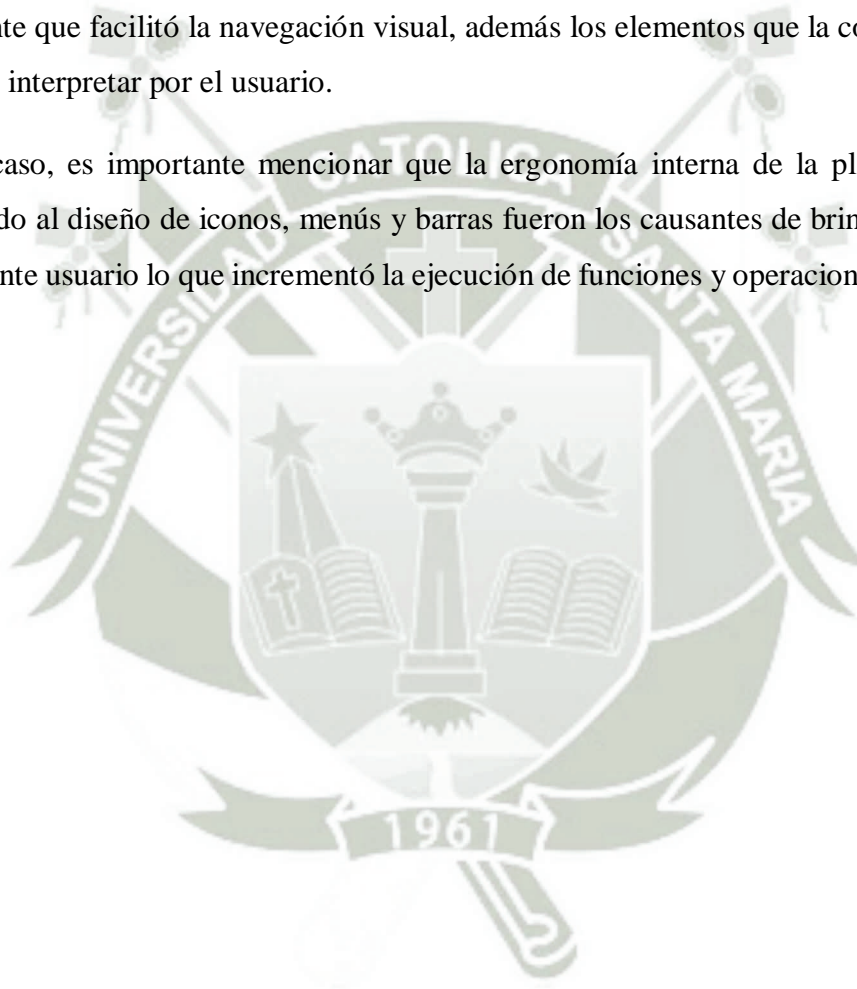 nte que facilitó la navegación visual, además los elementos que la co
interpretar por el usuario.
caso, es importante mencionar que la ergonomía interna de la pl
do al diseño de iconos, menús y barras fueron los causantes de brin
nte usuario lo que incrementó la ejecución de funciones y operacion
UNIVERSIDAD CATOLICA SANTA MARIA
1961